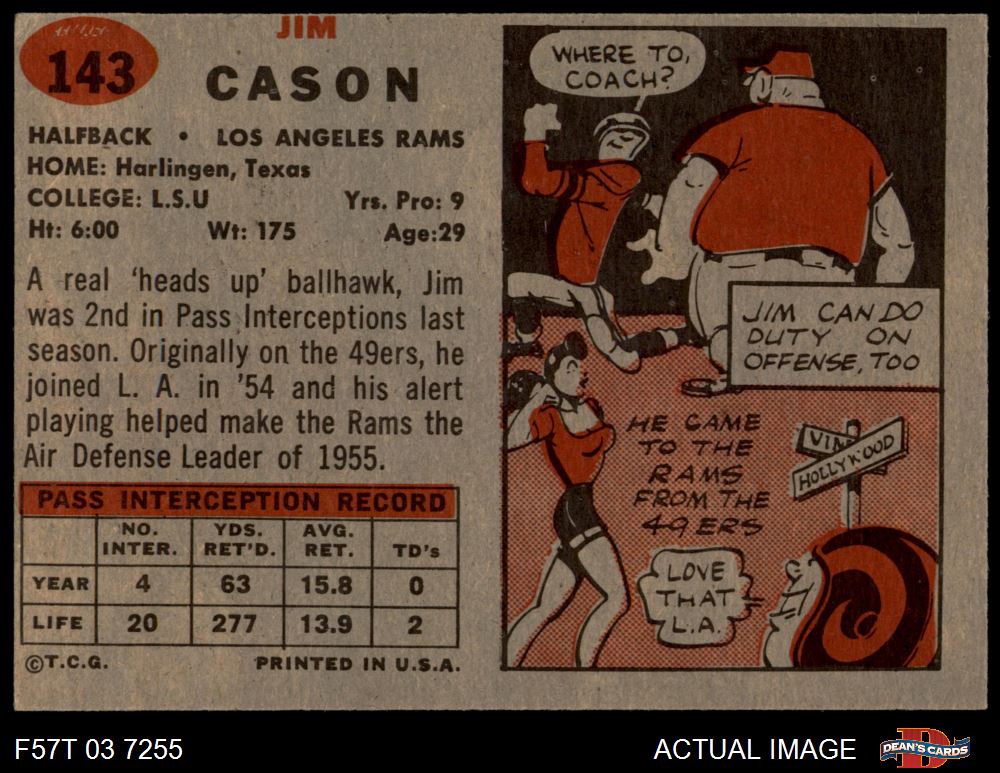 143
JIM
CASON
HALFBACK • LOS ANGELES RAMS
HOME: Harlingen, Texas
COLLEGE: L.S.U Yrs. Pro: 9
Ht: 6:00 Wt: 175 Age:29
A real 'heads up' ballhawk, Jim
was 2nd in Pass Interceptions last
season. Originally on the 49ers, he
joined L. A. in '54 and his alert
playing helped make the Rams the
Air Defense Leader of 1955.
PASS INTERCEPTION RECORD
NO. INTER. YDS. RET'D. AVG. RET. TD's
YEAR 4 63 15.8 0
LIFE 20 277 13.9 2
©T.C.G. PRINTED IN U.S.A.
WHERE TO,
COACH?
JIM CAN DO
DUTY ON
OFFENSE, TOO
HE CAME
TO THE
RAMS
FROM THE
49ERS
VIN
HOLLYWOOD
LOVE
THAT
L.A.
F57T 03 7255 ACTUAL IMAGE DEAN'S CARDS